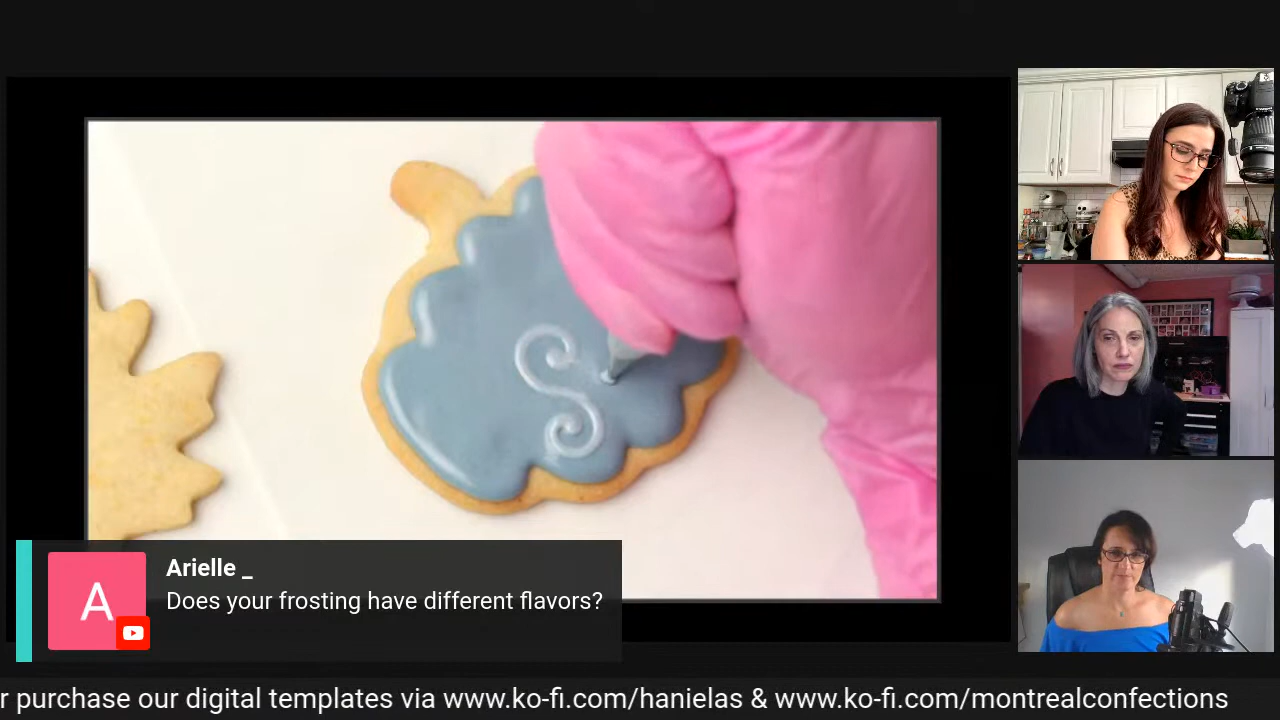 A
Arielle _
Does your frosting have different flavors?
r purchase our digital templates via www.ko-fi.com/hanielas & www.ko-fi.com/montrealconfections